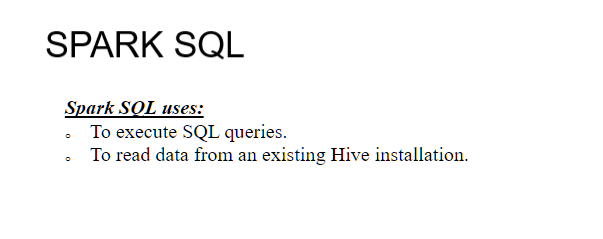 SPARK SQL
Spark SQL uses:
◦ To execute SQL queries.
◦ To read data from an existing Hive installation.